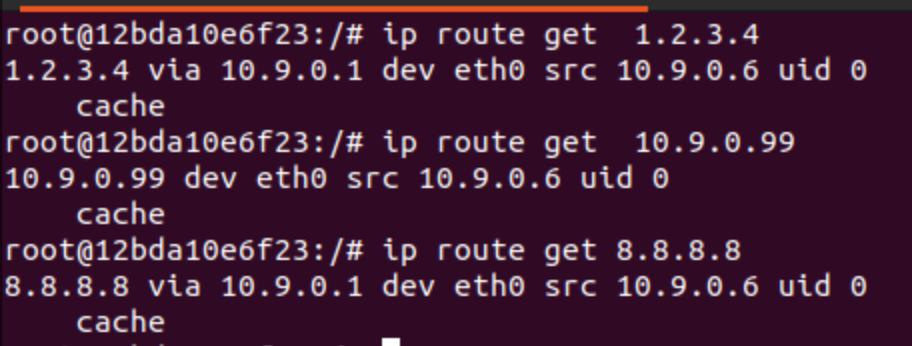 root@12bda10e6f23:/# ip route get  1.2.3.4
1.2.3.4 via 10.9.0.1 dev eth0 src 10.9.0.6 uid 0
    cache
root@12bda10e6f23:/# ip route get  10.9.0.99
10.9.0.99 dev eth0 src 10.9.0.6 uid 0
    cache
root@12bda10e6f23:/# ip route get 8.8.8.8
8.8.8.8 via 10.9.0.1 dev eth0 src 10.9.0.6 uid 0
    cache